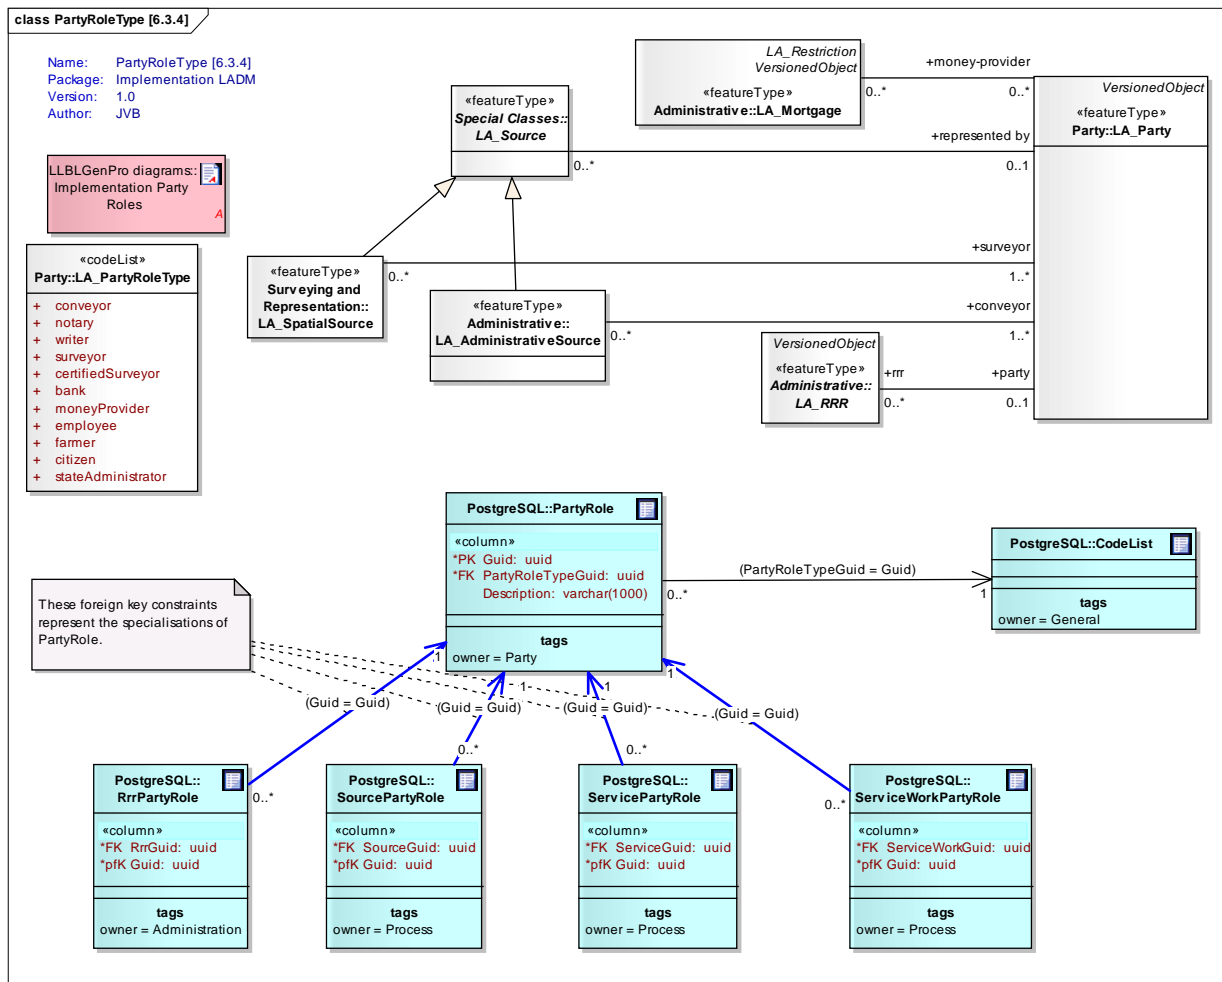 class PartyRoleType [6.3.4]
Name: PartyRoleType [6.3.4]
Package: Implementation LADM
Version: 1.0
Author: JVB
LLBLGenPro diagrams::
Implementation Party
Roles
A
«codeList»
Party::LA_PartyRoleType
+ conveyor
+ notary
+ writer
+ surveyor
+ certifiedSurveyor
+ bank
+ moneyProvider
+ employee
+ farmer
+ citizen
+ stateAdministrator
«featureType»
Special Classes::
LA_Source
LA_Restriction
VersionedObject
«featureType»
Administrative::LA_Mortgage
VersionedObject
«featureType»
Party::LA_Party
+money-provider
0..*
0..*
+represented by
0..*
0..1
«featureType»
Surveying and
Representation::
LA_SpatialSource
+surveyor
0..*
1..*
«featureType»
Administrative::
LA_AdministrativeSource
+conveyor
0..*
1..*
VersionedObject
«featureType»
Administrative::
LA_RRR
+rrr
+party
0..*
0..1
PostgreSQL::PartyRole
«column»
*PK Guid: uuid
*FK PartyRoleTypeGuid: uuid
Description: varchar(1000)
tags
owner = Party
(PartyRoleTypeGuid = Guid)
0..*
1
PostgreSQL::CodeList
tags
owner = General
These foreign key constraints
represent the specialisations of
PartyRole.
1
1
1
1
(Guid = Guid)
(Guid = Guid)
(Guid = Guid)
(Guid = Guid)
0..*
0..*
0..*
0..*
PostgreSQL::
RrrPartyRole
«column»
*FK RrrGuid: uuid
*pfK Guid: uuid
tags
owner = Administration
PostgreSQL::
SourcePartyRole
«column»
*FK SourceGuid: uuid
*pfK Guid: uuid
tags
owner = Process
PostgreSQL::
ServicePartyRole
«column»
*FK ServiceGuid: uuid
*pfK Guid: uuid
tags
owner = Process
PostgreSQL::
ServiceWorkPartyRole
«column»
*FK ServiceWorkGuid: uuid
*pfK Guid: uuid
tags
owner = Process